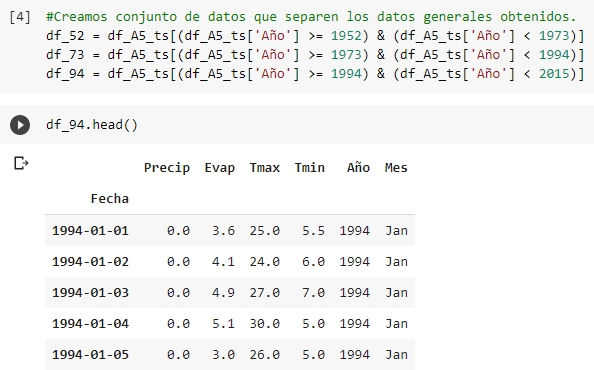 [4] #Creamos conjunto de datos que separen los datos generales obtenidos.
df_52 = df_A5_ts[(df_A5_ts['Año'] >= 1952) & (df_A5_ts['Año'] < 1973)]
df_73 = df_A5_ts[(df_A5_ts['Año'] >= 1973) & (df_A5_ts['Año'] < 1994)]
df_94 = df_A5_ts[(df_A5_ts['Año'] >= 1994) & (df_A5_ts['Año'] < 2015)]
df_94.head()
Precip Evap Tmax Tmin Año Mes
Fecha
1994-01-01 0.0 3.6 25.0 5.5 1994 Jan
1994-01-02 0.0 4.1 24.0 6.0 1994 Jan
1994-01-03 0.0 4.9 27.0 7.0 1994 Jan
1994-01-04 0.0 5.1 30.0 5.0 1994 Jan
1994-01-05 0.0 3.0 26.0 5.0 1994 Jan